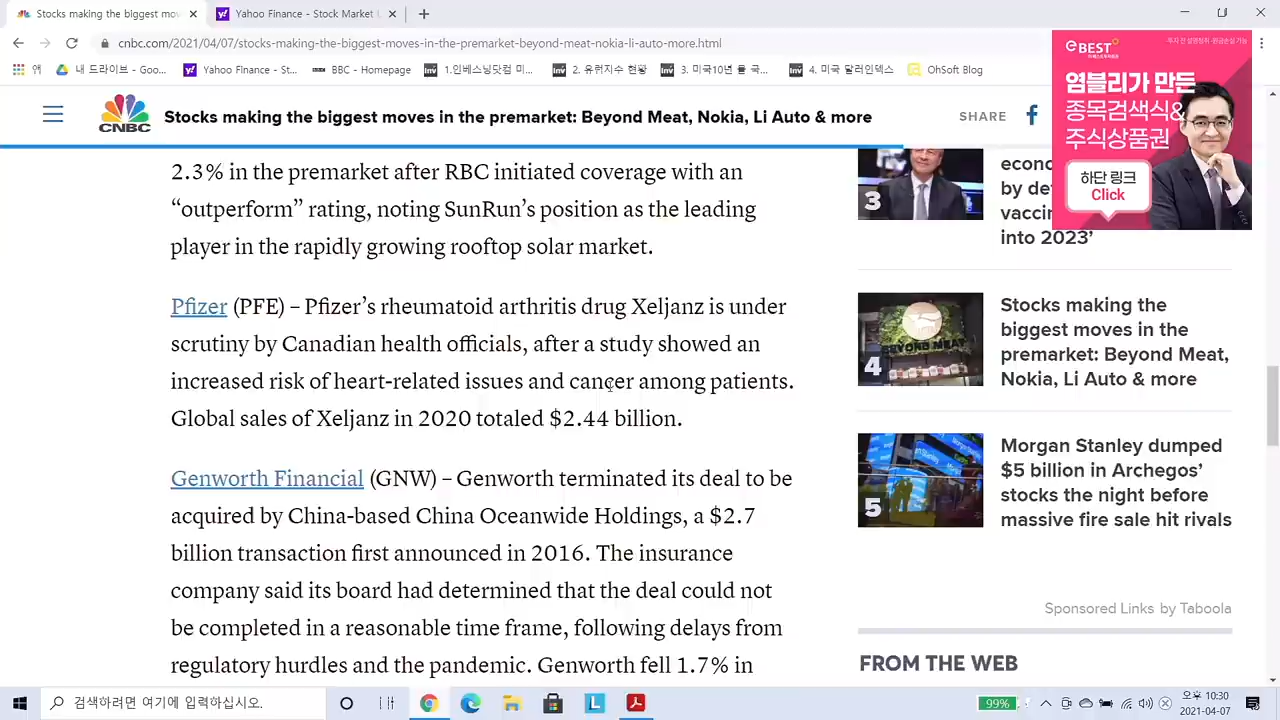 Stocks making the biggest mov
Yahoo Finance - Stock Market L
cnbc.com/2021/04/07/stocks-making-the-biggest-moves-in-the-premarket-beyond-meat-nokia-li-auto-more.html
앱
내 드라이브 - Goo...
Yahoo Finance - St...
BBC - Homepage
1.인베스팅닷컴 미...
2. 유럽지수 현황
3. 미국10년 률 국...
4. 미국 달러인덱스
OhSoft Blog
eBEST
염블리가 만든
종목검색식&
주식상품권
하단 링크
Click
CNBC
Stocks making the biggest moves in the premarket: Beyond Meat, Nokia, Li Auto & more
SHARE
2.3% in the premarket after RBC initiated coverage with an
“outperform” rating, noting SunRun’s position as the leading
player in the rapidly growing rooftop solar market.
Pfizer (PFE) – Pfizer’s rheumatoid arthritis drug Xeljanz is under
scrutiny by Canadian health officials, after a study showed an
increased risk of heart-related issues and cancer among patients.
Global sales of Xeljanz in 2020 totaled $2.44 billion.
Genworth Financial (GNW) – Genworth terminated its deal to be
acquired by China-based China Oceanwide Holdings, a $2.7
billion transaction first announced in 2016. The insurance
company said its board had determined that the deal could not
be completed in a reasonable time frame, following delays from
regulatory hurdles and the pandemic. Genworth fell 1.7% in
3
econo
by de
vaccin
into 2023’
4
BEYOND MEAT
Stocks making the
biggest moves in the
premarket: Beyond Meat,
Nokia, Li Auto & more
5
Morgan Stanley dumped
$5 billion in Archegos’
stocks the night before
massive fire sale hit rivals
Sponsored Links by Taboola
FROM THE WEB
검색하려면 여기에 입력하십시오.
99%
오후 10:30
2021-04-07